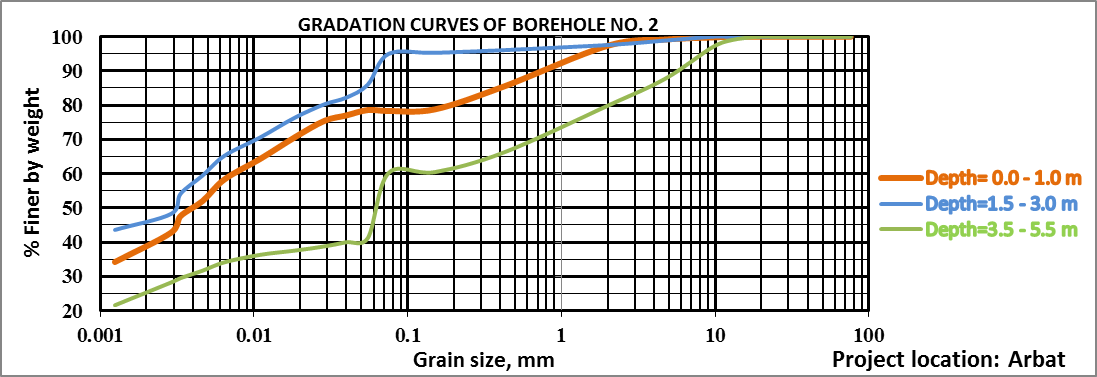 GRADATION CURVES OF BOREHOLE NO. 2
% Finer by weight
100
90
80
70
60
50
40
30
20
0.001 0.01 0.1 1 10 100
Grain size, mm
Depth= 0.0 - 1.0 m
Depth=1.5 - 3.0 m
Depth=3.5 - 5.5 m
Project location: Arbat